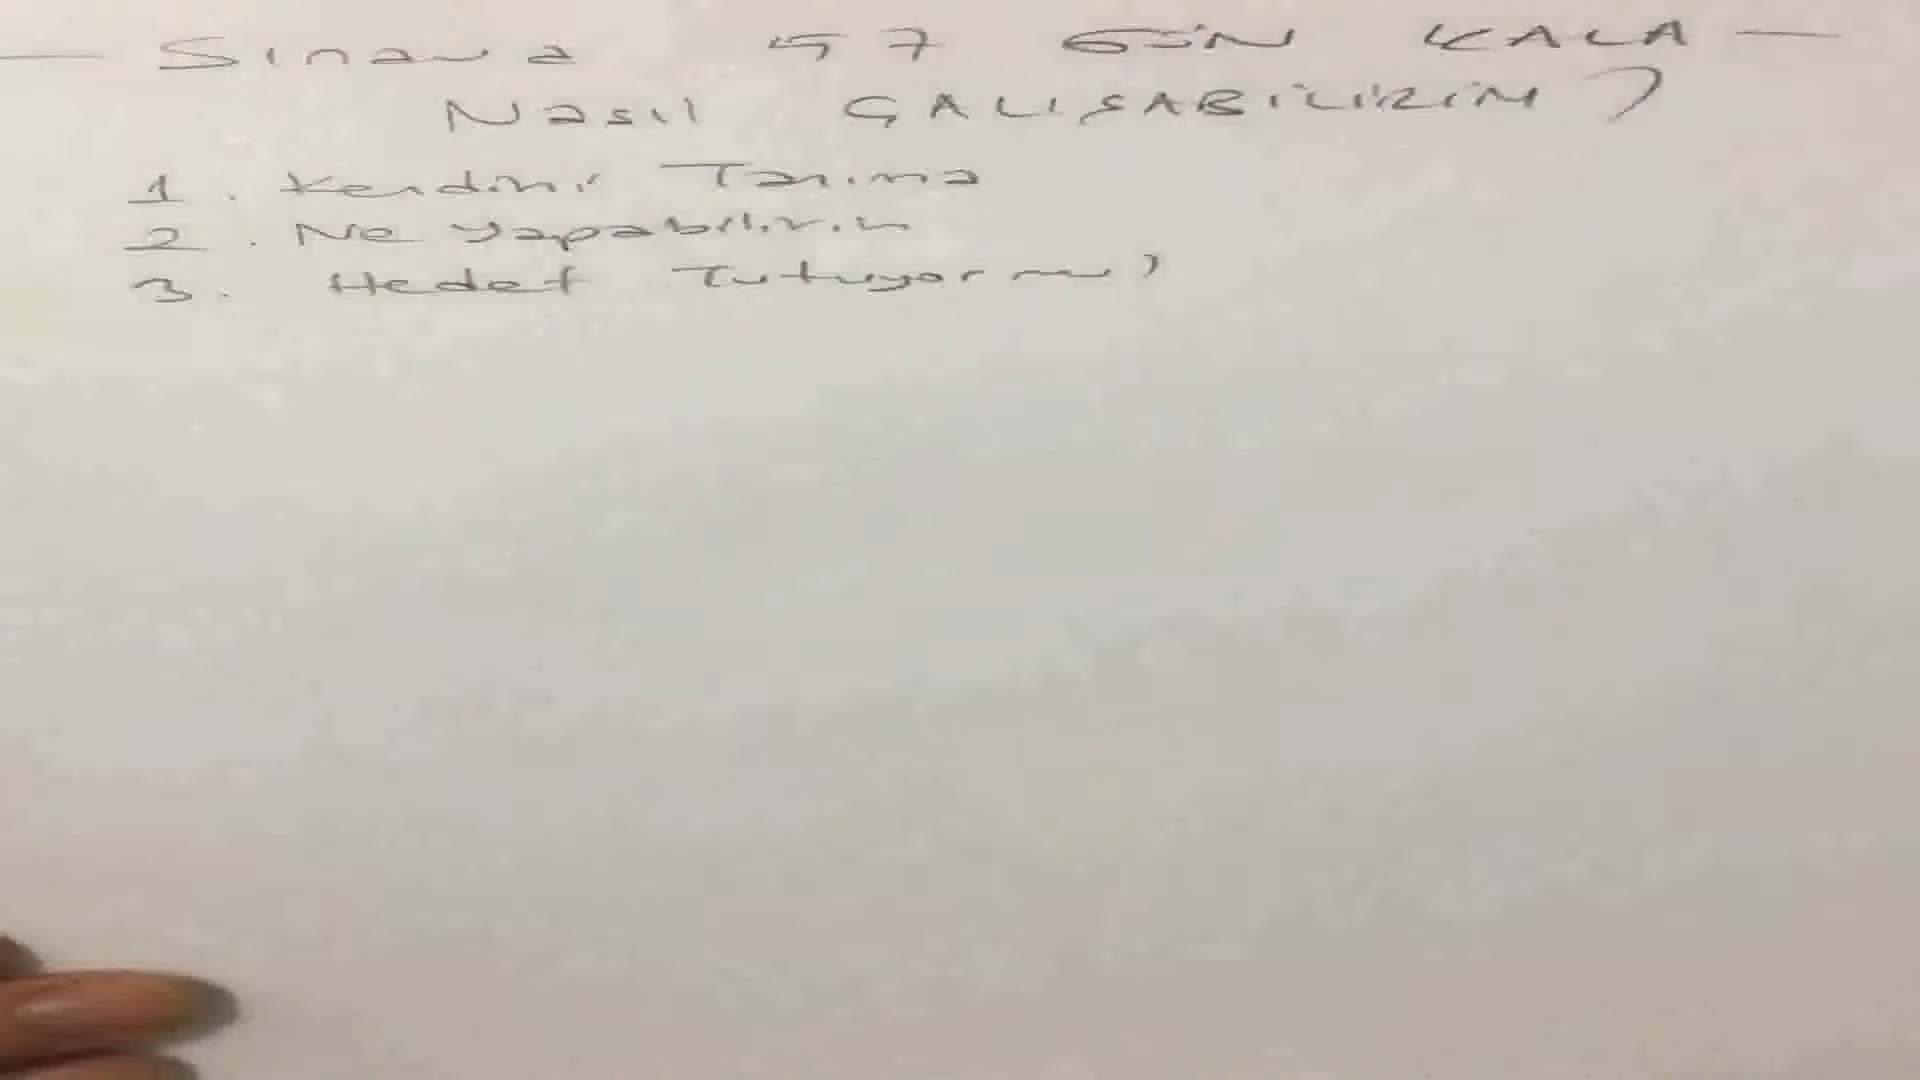 — Sınava 57 GÜN KALA —
Nasıl ÇALIŞABİLİRİM?
1. Kendini Tanıma
2. Ne yapabilirim
3. Hedef Tutuyor mu?